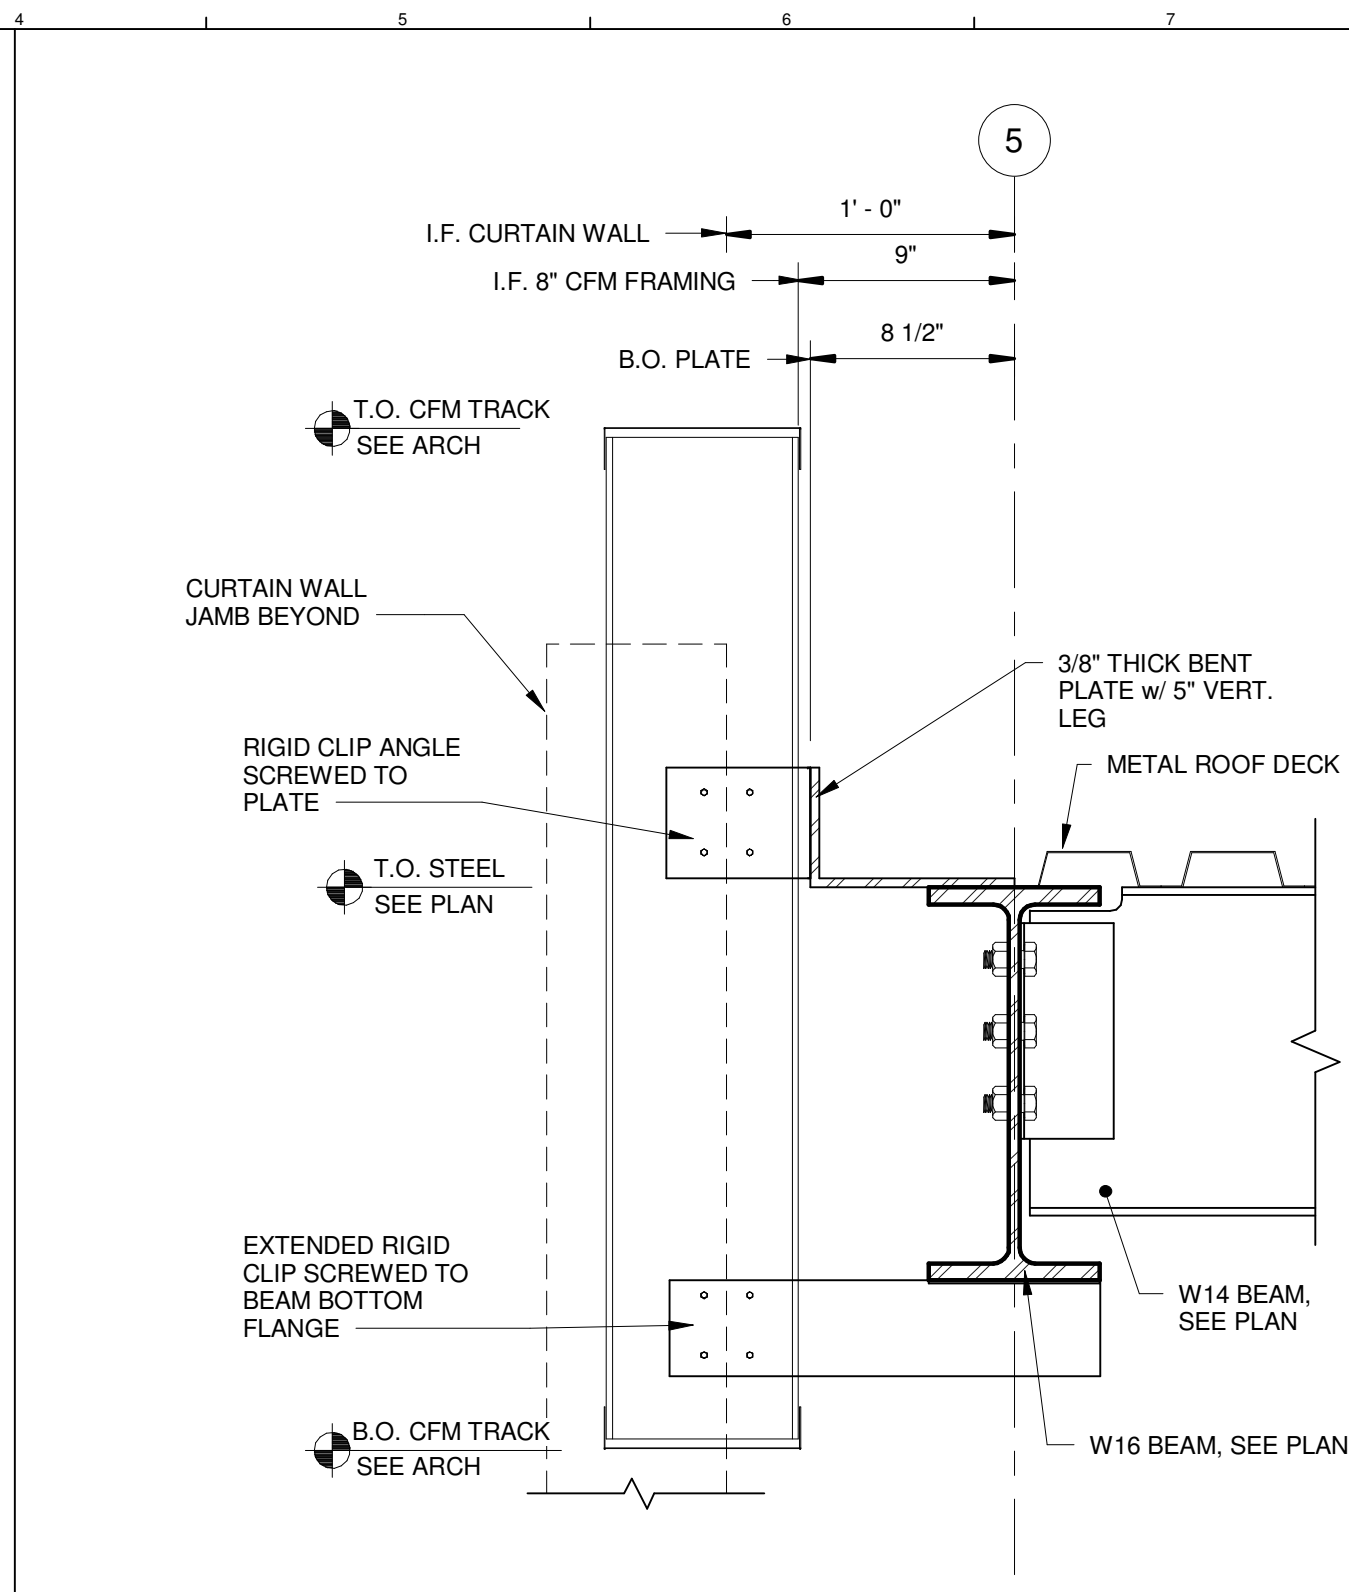 4
5
6
7
5
1' - 0"
I.F. CURTAIN WALL
9"
I.F. 8" CFM FRAMING
8 1/2"
B.O. PLATE
T.O. CFM TRACK
SEE ARCH
CURTAIN WALL
JAMB BEYOND
3/8" THICK BENT
PLATE w/ 5" VERT.
LEG
RIGID CLIP ANGLE
SCREWED TO
PLATE
METAL ROOF DECK
T.O. STEEL
SEE PLAN
EXTENDED RIGID
CLIP SCREWED TO
BEAM BOTTOM
FLANGE
W14 BEAM,
SEE PLAN
B.O. CFM TRACK
SEE ARCH
W16 BEAM, SEE PLAN